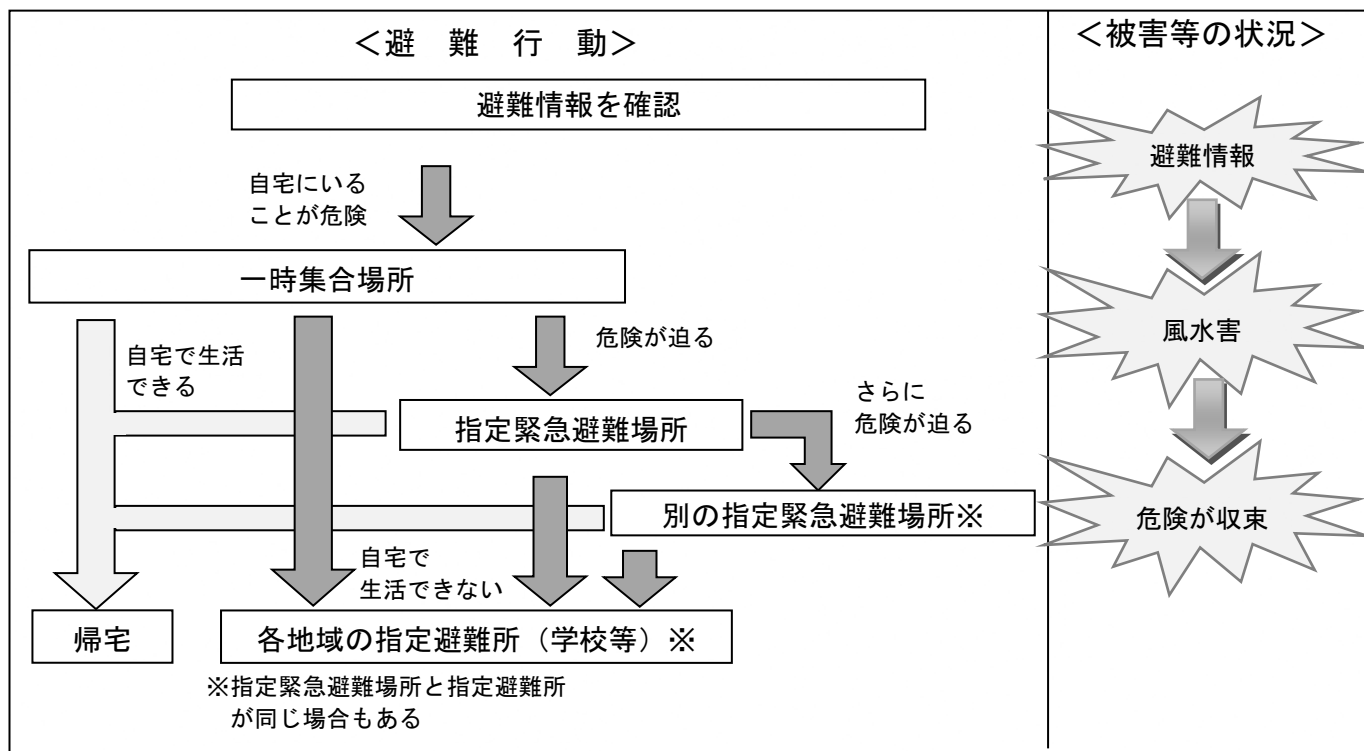 ＜避　難　行　動＞
避難情報を確認
自宅にいる
ことが危険
一時集合場所
自宅で生活
できる
危険が迫る
指定緊急避難場所
さらに
危険が迫る
別の指定緊急避難場所※
自宅で
生活できない
帰宅
各地域の指定避難所（学校等）※
※指定緊急避難場所と指定避難所
が同じ場合もある
＜被害等の状況＞
避難情報
風水害
危険が収束